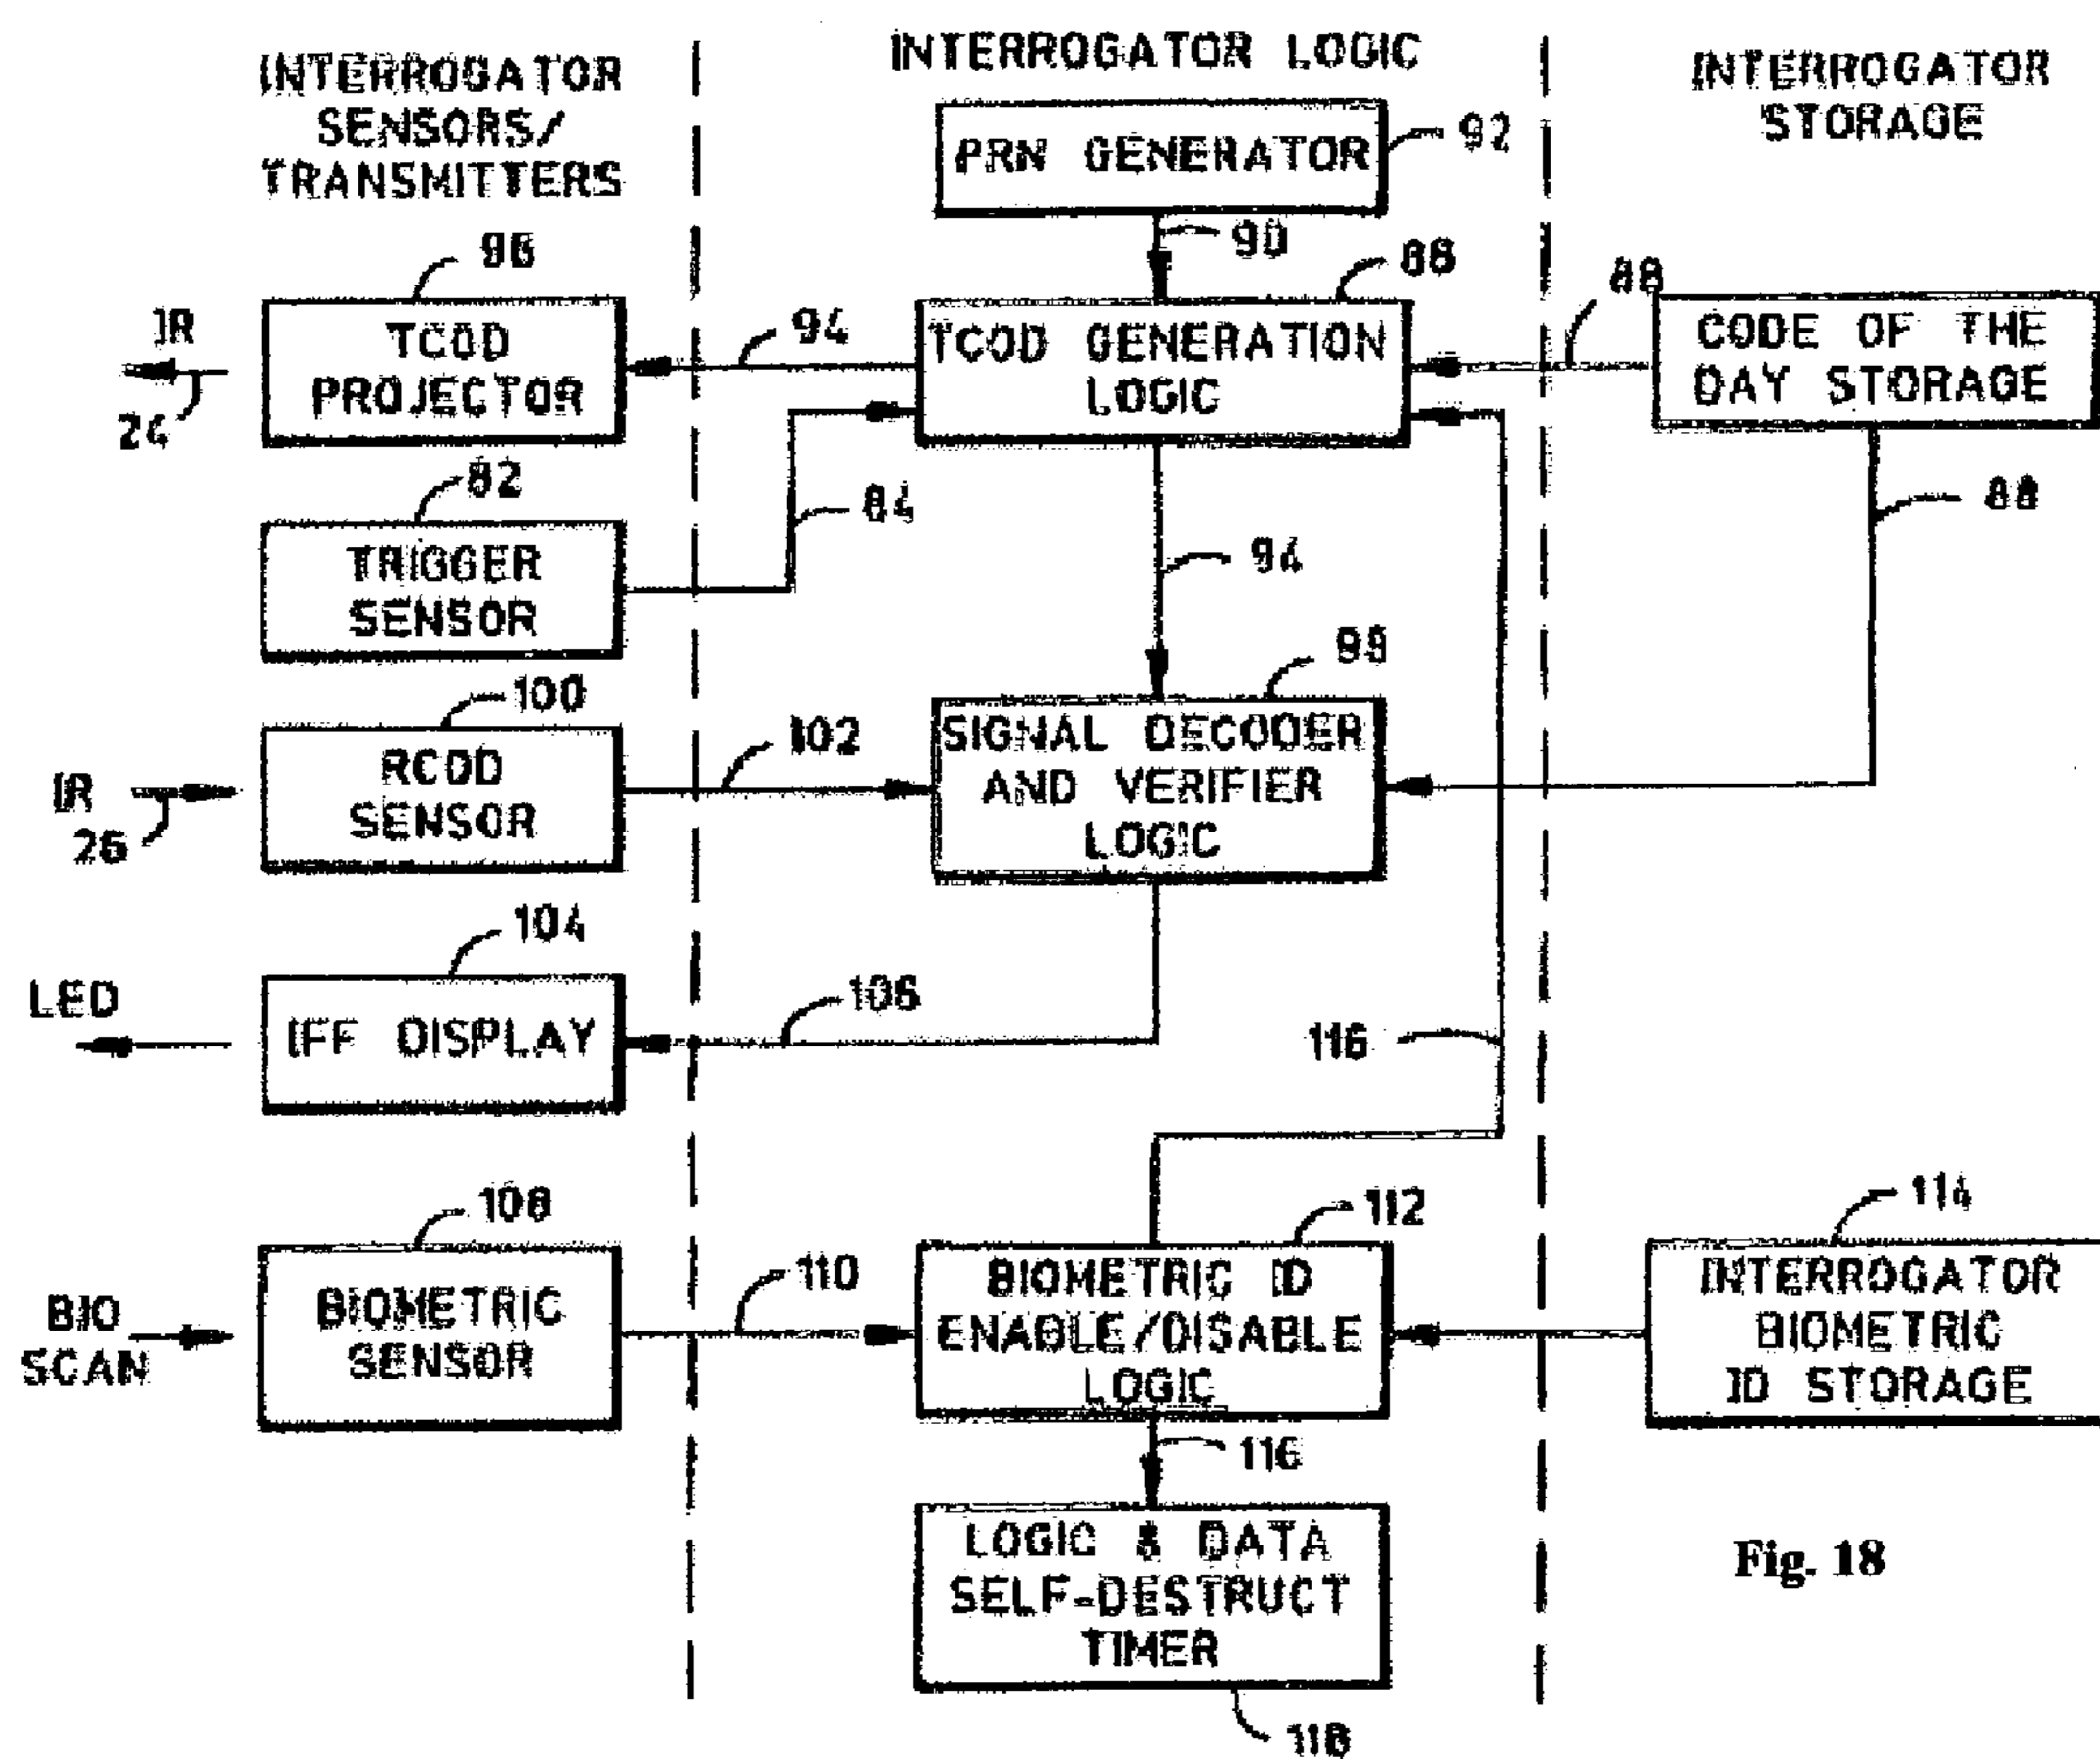 INTERROGATOR
SENSORS/
TRANSMITTERS
INTERROGATOR LOGIC
INTERROGATOR
STORAGE
PRN GENERATOR
92
90
96
IR
24
TCOD
PROJECTOR
94
TCOD GENERATION
LOGIC
88
CODE OF THE
DAY STORAGE
88
82
TRIGGER
SENSOR
84
94
100
IR
26
RCOD
SENSOR
102
SIGNAL DECODER
AND VERIFIER
LOGIC
104
LED
IFF DISPLAY
106
116
108
BIO
SCAN
BIOMETRIC
SENSOR
110
112
BIOMETRIC ID
ENABLE/DISABLE
LOGIC
114
INTERROGATOR
BIOMETRIC
ID STORAGE
116
LOGIC & DATA
SELF-DESTRUCT
TIMER
118
Fig. 18